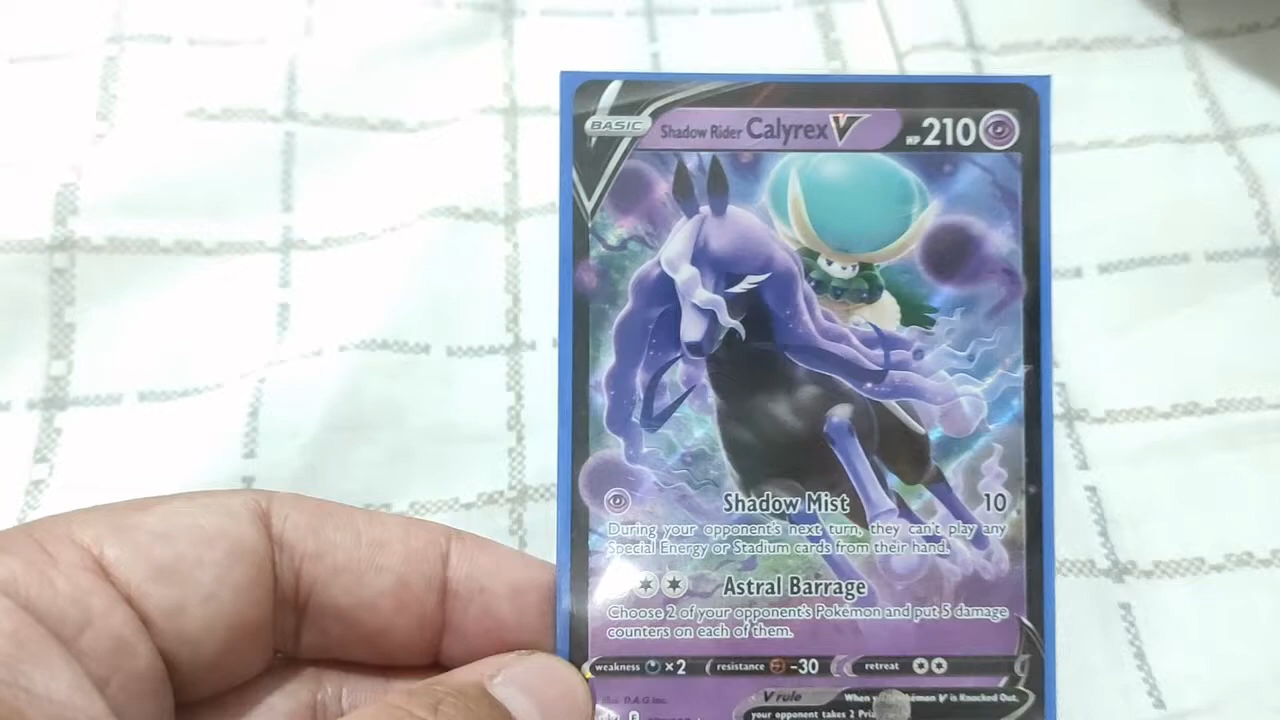 BASIC
Shadow Rider Calyrex V HP 210
Shadow Mist 10
During your opponent's next turn, they can't play any
Special Energy or Stadium cards from their hand.
Astral Barrage
Choose 2 of your opponent's Pokémon and put 5 damage
counters on each of them.
weakness ×2 resistance -30 retreat
illus. D.A.G Inc.
V rule When is Knocked Out,
your opponent takes 2